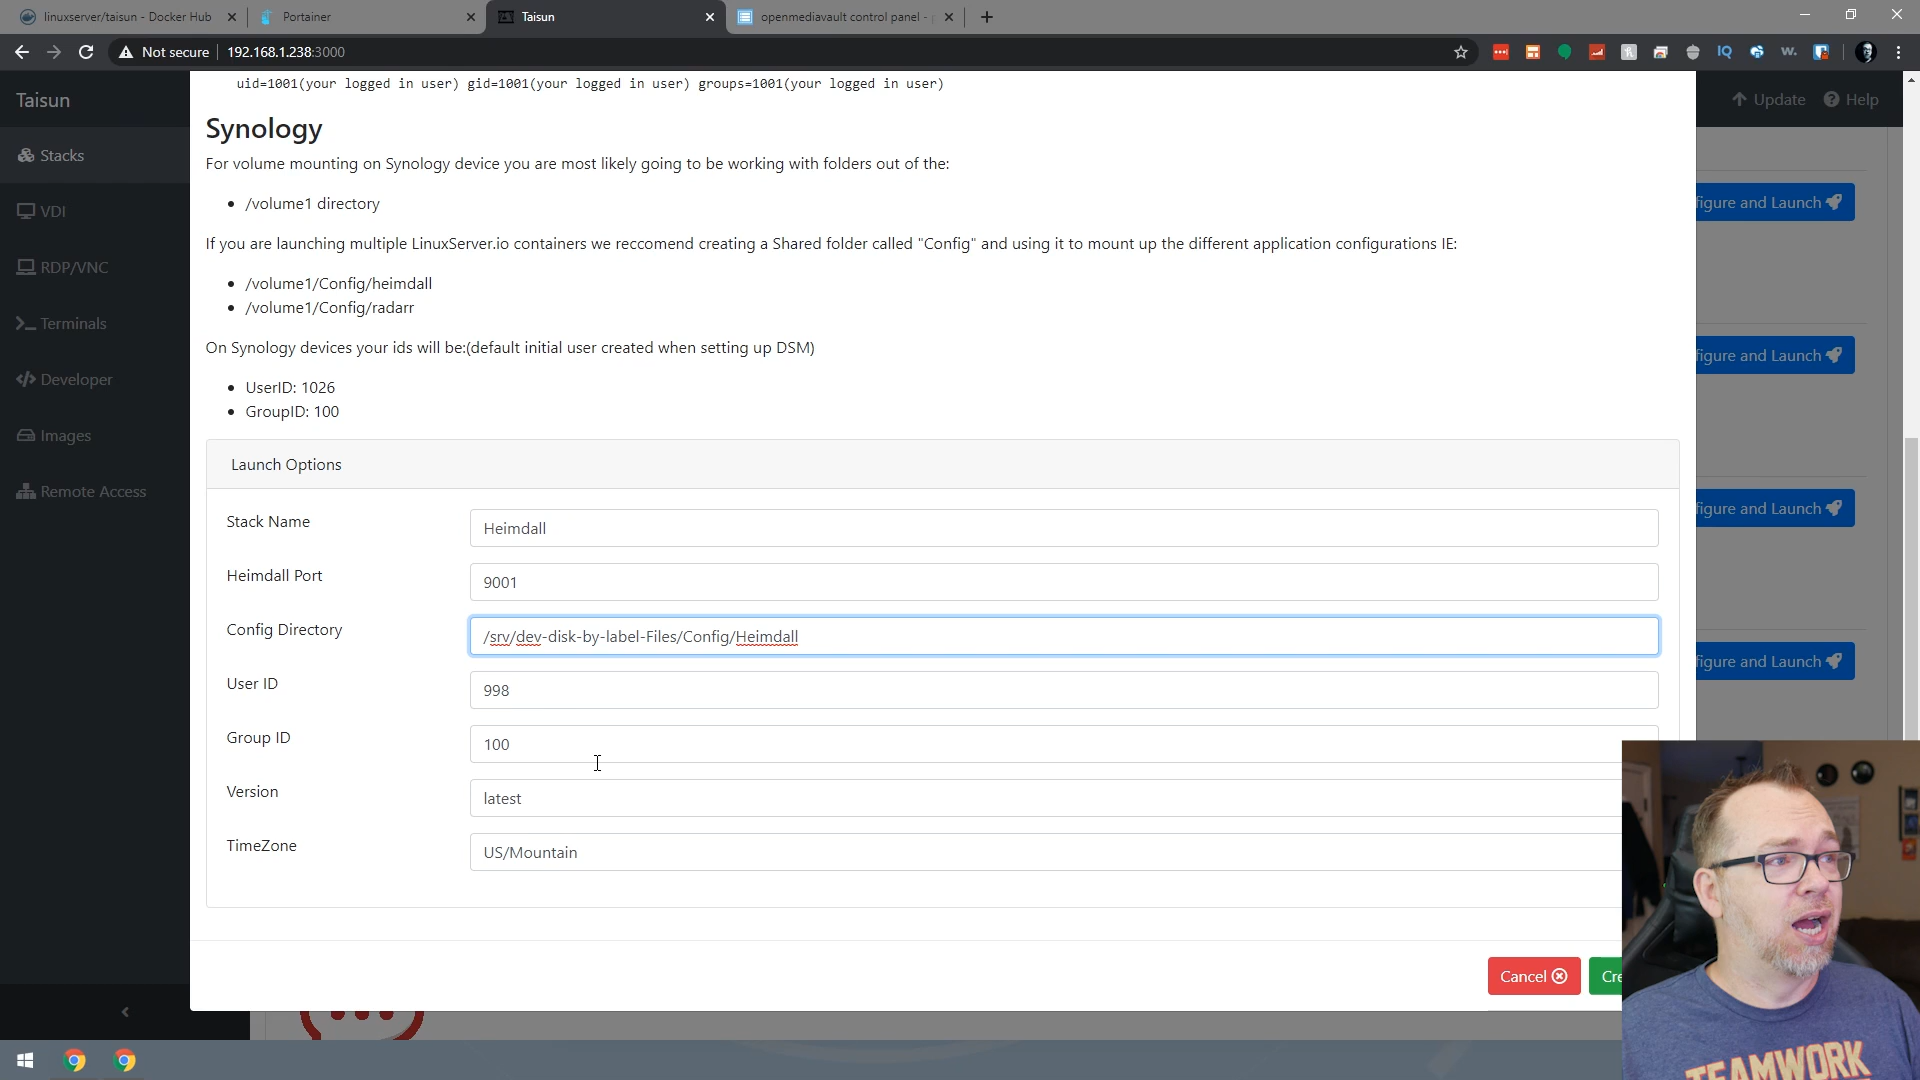 linuxserver/taisun - Docker Hub
Portainer
Taisun
openmediavault control panel -
Not secure
192.168.1.238:3000
Taisun
Update
Help
Stacks
VDI
RDP/VNC
Terminals
Developer
Images
Remote Access
uid=1001(your logged in user) gid=1001(your logged in user) groups=1001(your logged in user)
Synology
For volume mounting on Synology device you are most likely going to be working with folders out of the:
/volume1 directory
If you are launching multiple LinuxServer.io containers we reccomend creating a Shared folder called "Config" and using it to mount up the different application configurations IE:
/volume1/Config/heimdall
/volume1/Config/radarr
On Synology devices your ids will be:(default initial user created when setting up DSM)
UserID: 1026
GroupID: 100
Launch Options
Stack Name
Heimdall
Heimdall Port
9001
Config Directory
/srv/dev-disk-by-label-Files/Config/Heimdall
User ID
998
Group ID
100
Version
latest
TimeZone
US/Mountain
Cancel
Cre
figure and Launch
figure and Launch
figure and Launch
figure and Launch
TEAMWORK